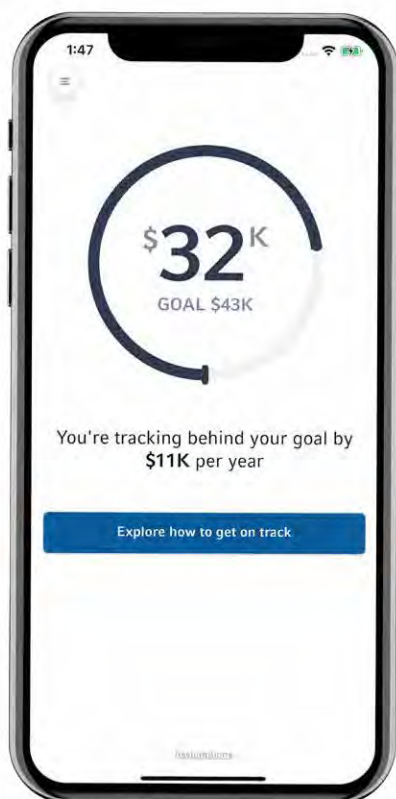 1:47
$32K
GOAL $43K
You're tracking behind your goal by
$11K per year
Explore how to get on track